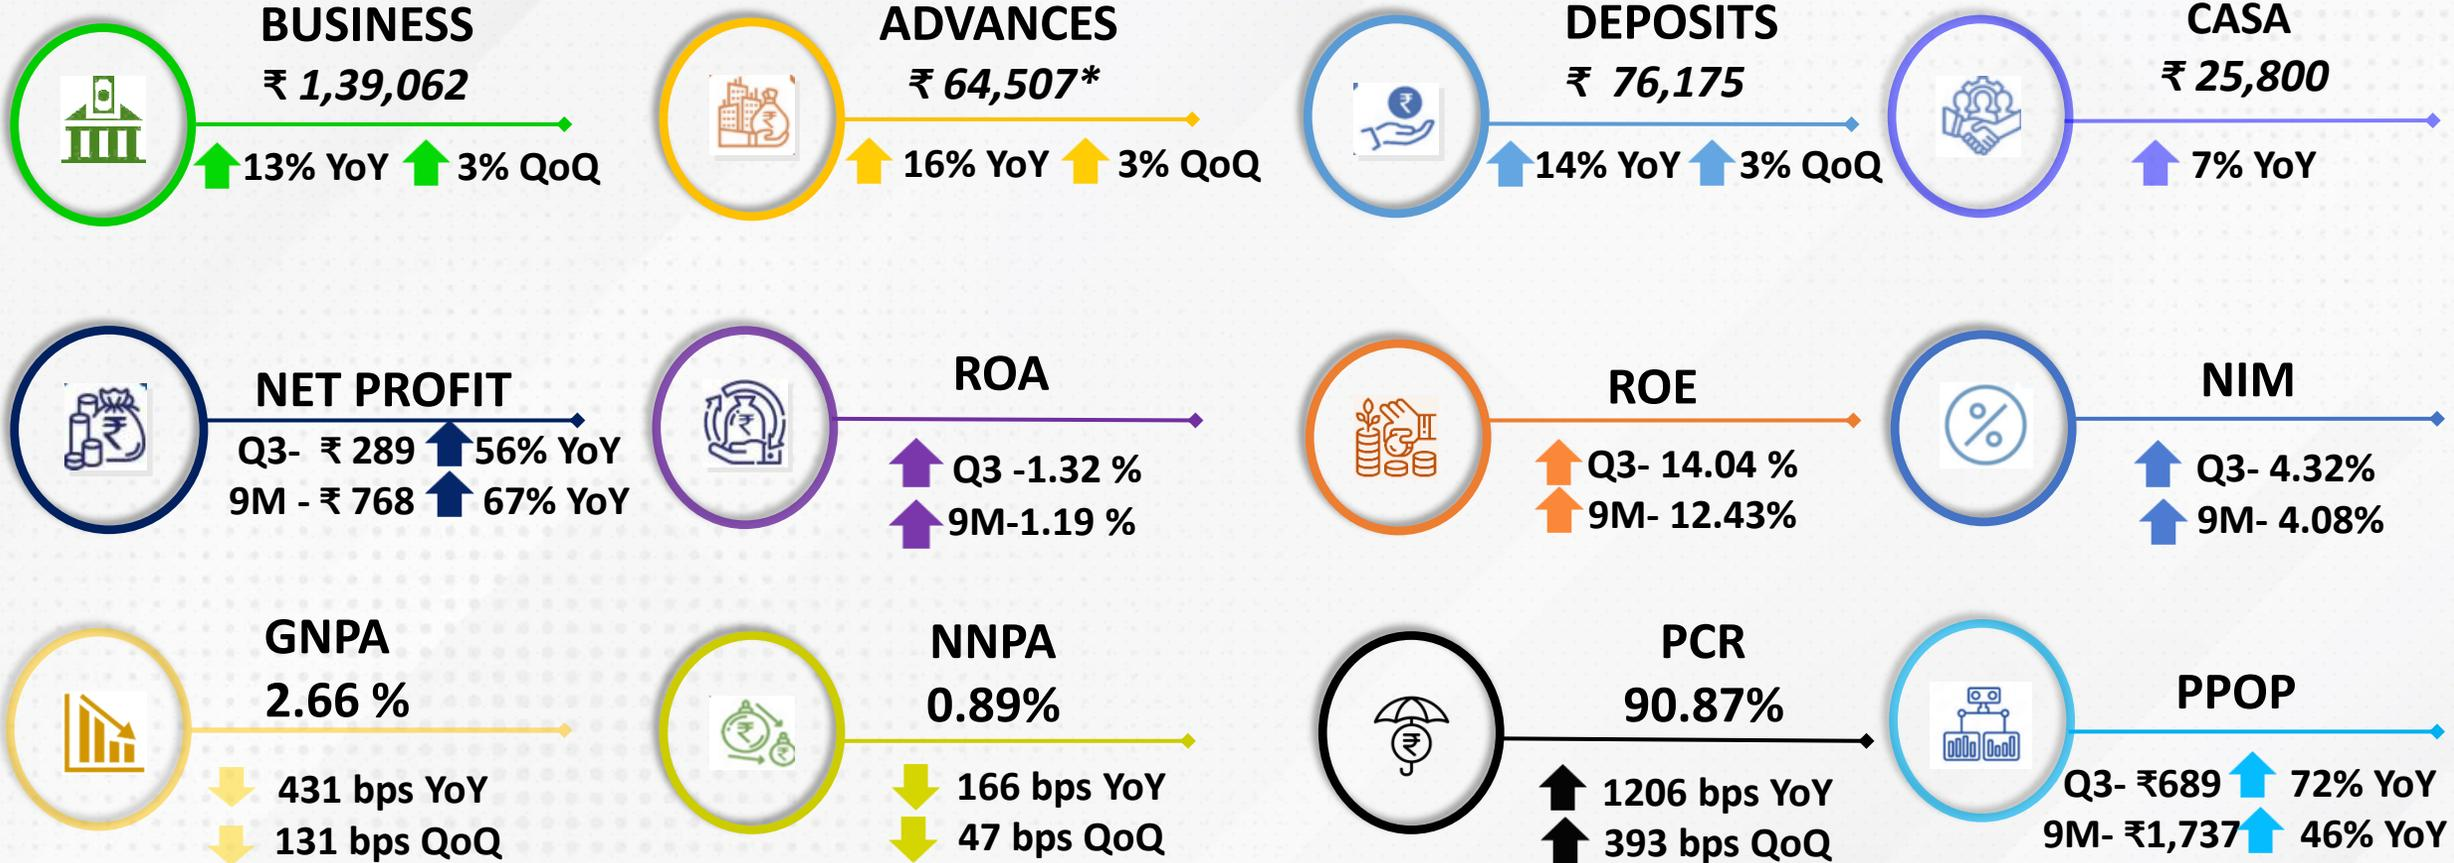 BUSINESS
₹ 1,39,062
13% YoY 3% QoQ
ADVANCES
₹ 64,507*
16% YoY 3% QoQ
DEPOSITS
₹ 76,175
14% YoY 3% QoQ
CASA
₹ 25,800
7% YoY
NET PROFIT
Q3- ₹ 289 56% YoY
9M - ₹ 768 67% YoY
ROA
Q3 -1.32 %
9M-1.19 %
ROE
Q3- 14.04 %
9M- 12.43%
NIM
Q3- 4.32%
9M- 4.08%
GNPA
2.66 %
431 bps YoY
131 bps QoQ
NNPA
0.89%
166 bps YoY
47 bps QoQ
PCR
90.87%
1206 bps YoY
393 bps QoQ
PPOP
Q3- ₹689 72% YoY
9M- ₹1,737 46% YoY